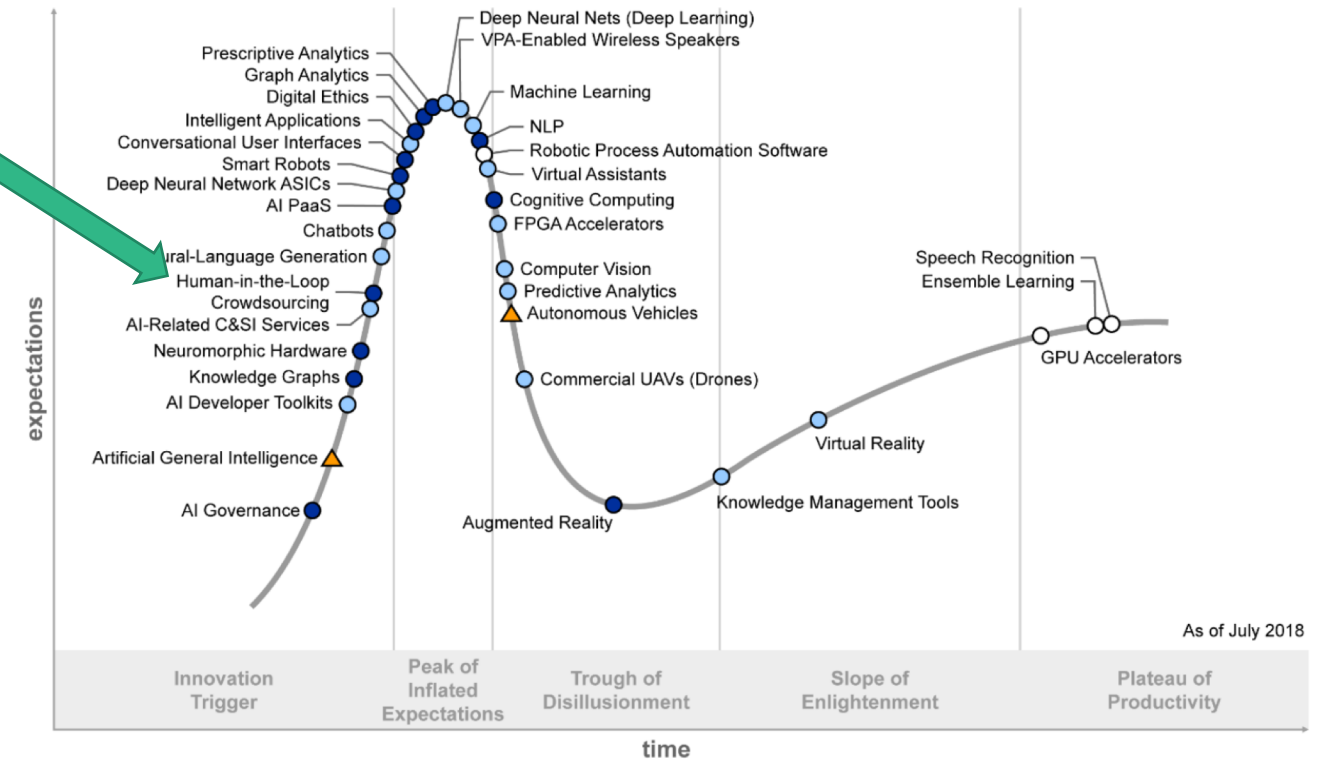 Deep Neural Nets (Deep Learning)
VPA-Enabled Wireless Speakers
Prescriptive Analytics
Graph Analytics
Digital Ethics
Intelligent Applications
Conversational User Interfaces
Smart Robots
Deep Neural Network ASICs
AI PaaS
Chatbots
ural-Language Generation
Human-in-the-Loop
Crowdsourcing
AI-Related C&SI Services
Neuromorphic Hardware
Knowledge Graphs
AI Developer Toolkits
Artificial General Intelligence
AI Governance
Machine Learning
NLP
Robotic Process Automation Software
Virtual Assistants
Cognitive Computing
FPGA Accelerators
Computer Vision
Predictive Analytics
Autonomous Vehicles
Commercial UAVs (Drones)
Augmented Reality
Knowledge Management Tools
Virtual Reality
Speech Recognition
Ensemble Learning
GPU Accelerators
expectations
As of July 2018
Innovation
Trigger
Peak of
Inflated
Expectations
Trough of
Disillusionment
Slope of
Enlightenment
Plateau of
Productivity
time